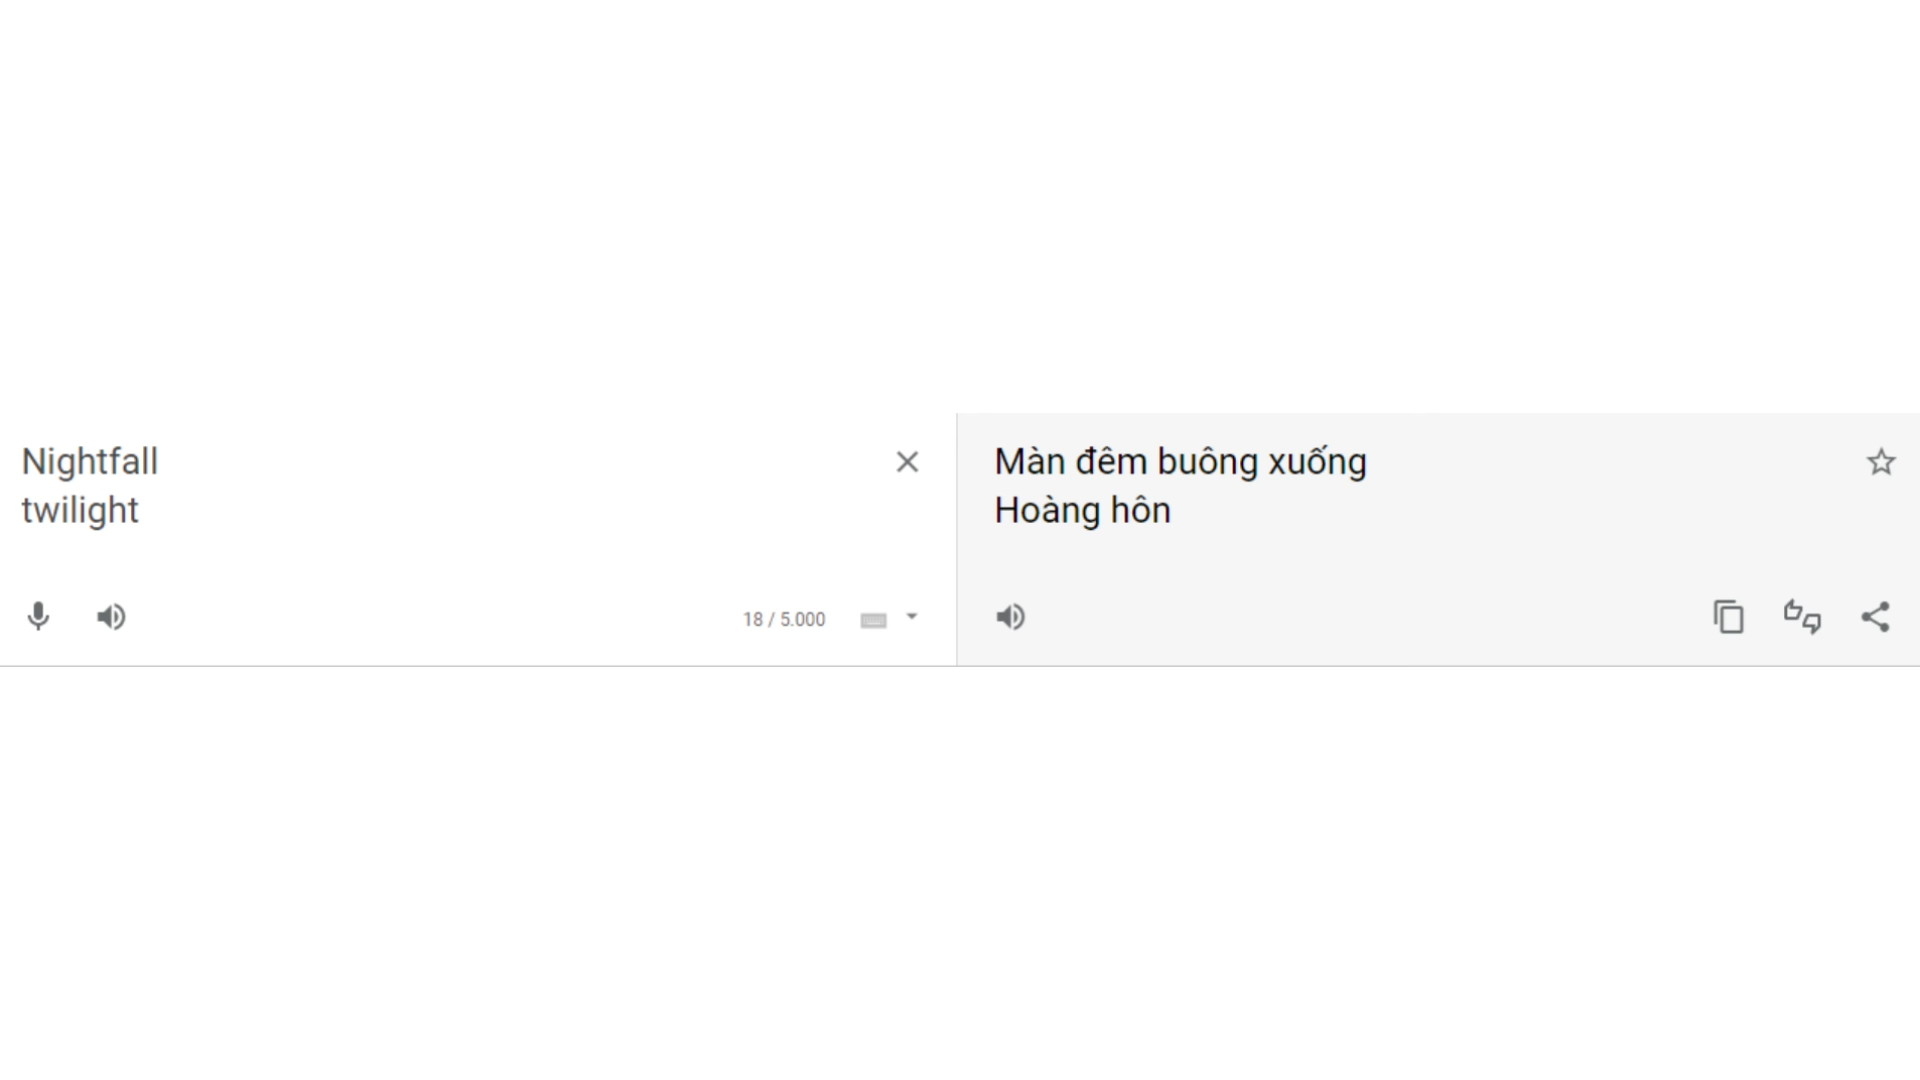 Nightfall
twilight
18 / 5.000
Màn đêm buông xuống
Hoàng hôn